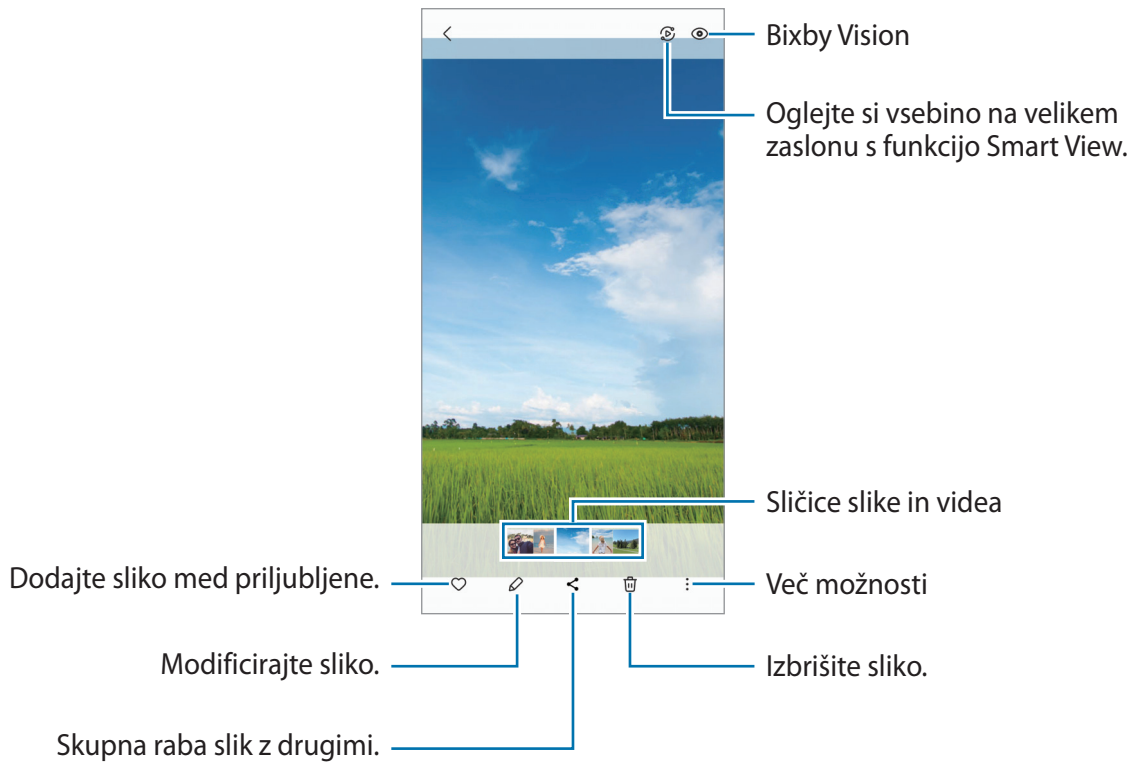 Bixby Vision
Oglejte si vsebino na velikem
zaslonu s funkcijo Smart View.
Sličice slike in videa
Dodajte sliko med priljubljene.
Več možnosti
Modificirajte sliko.
Izbrišite sliko.
Skupna raba slik z drugimi.